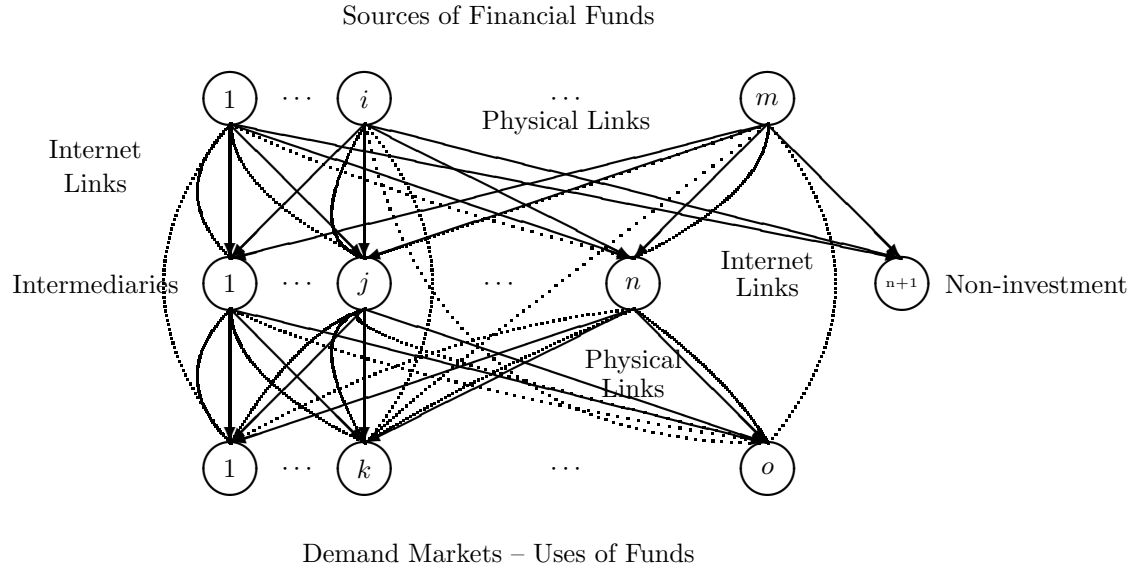 Sources of Financial Funds
1 · · · i · · · m
Physical Links
Internet
Links
Intermediaries 1 · · · j · · · n n+1 Non-investment
Internet
Links
Physical
Links
1 · · · k · · · o
Demand Markets – Uses of Funds